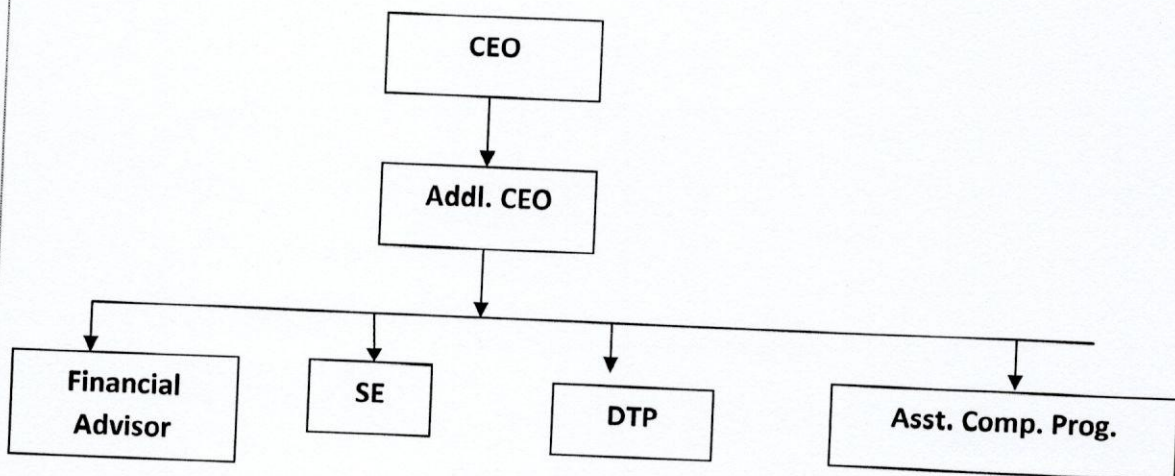 CEO
Addl. CEO
Financial
Advisor
SE
DTP
Asst. Comp. Prog.